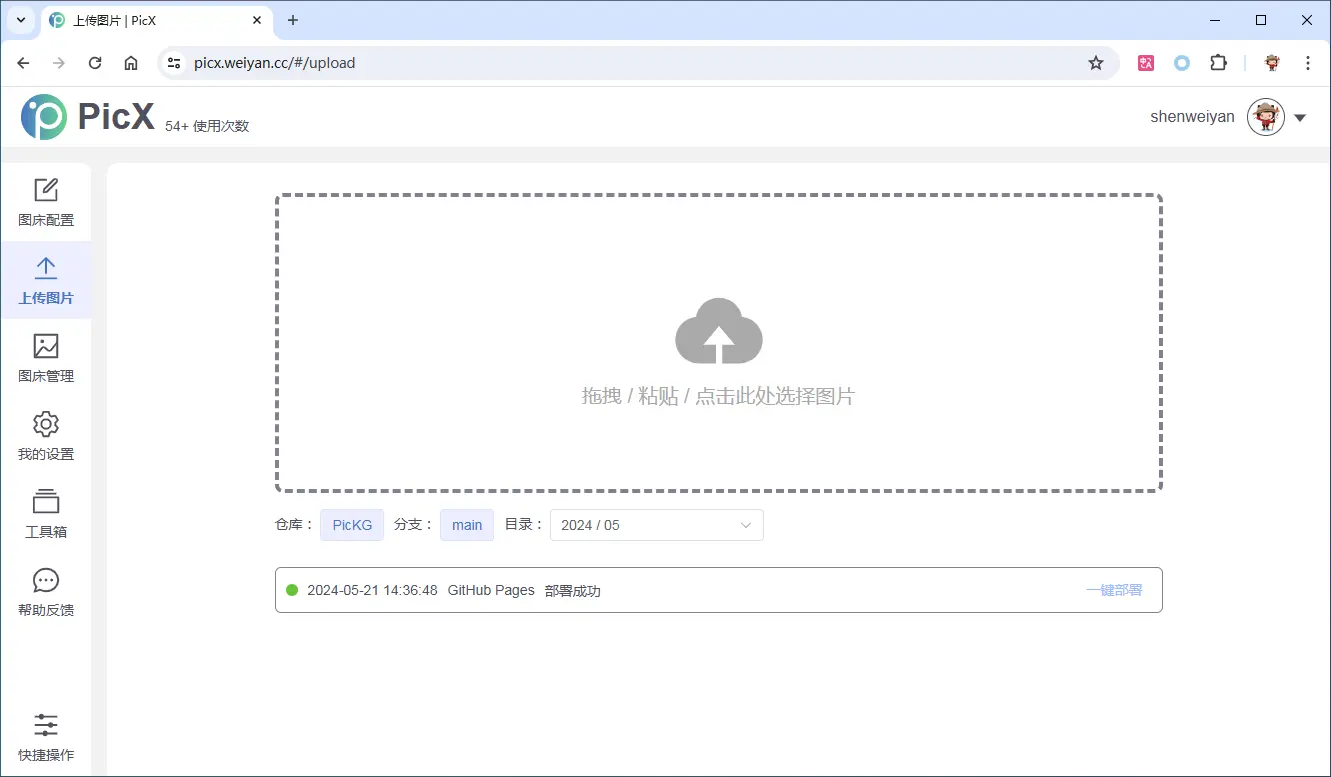 上传图片 | PicX
picx.weiyan.cc/#/upload
PicX 54+ 使用次数
shenweiyan
图床配置
上传图片
图床管理
我的设置
工具箱
帮助反馈
快捷操作
拖拽 / 粘贴 / 点击此处选择图片
仓库： PicKG 分支： main 目录： 2024 / 05
2024-05-21 14:36:48 GitHub Pages 部署成功 一键部署